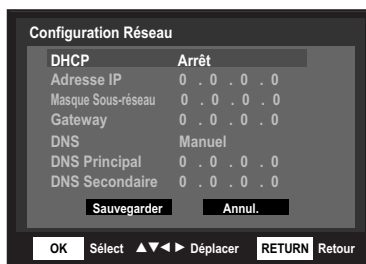 Configuration Réseau
DHCP Arrêt
Adresse IP 0 . 0 . 0 . 0
Masque Sous-réseau 0 . 0 . 0 . 0
Gateway 0 . 0 . 0 . 0
DNS Manuel
DNS Principal 0 . 0 . 0 . 0
DNS Secondaire 0 . 0 . 0 . 0
Sauvegarder Annul.
OK Sélect ▲▼◄ ► Déplacer RETURN Retour